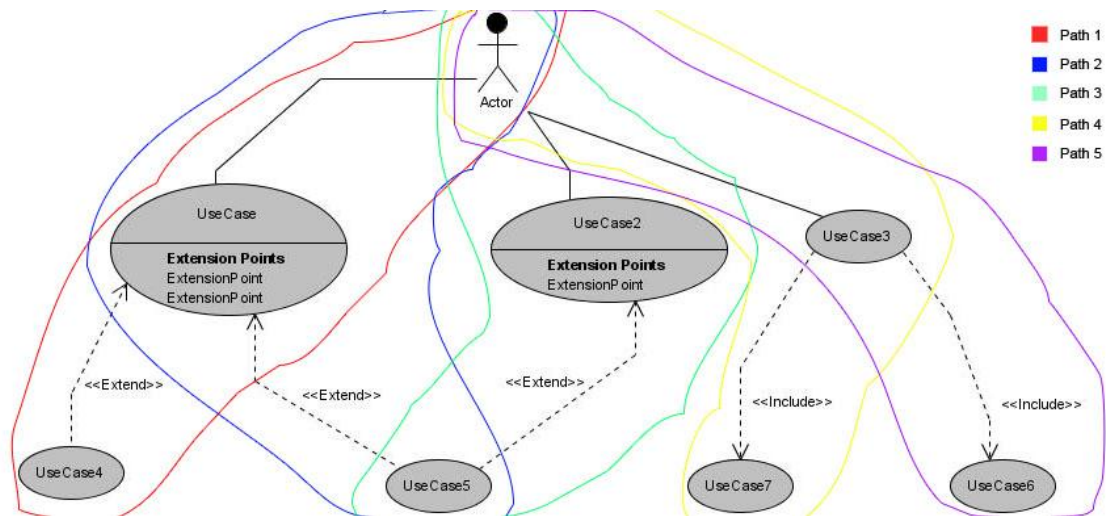 Path 1
Path 2
Path 3
Path 4
Path 5
Actor
UseCase
Extension Points
ExtensionPoint
ExtensionPoint
UseCase2
Extension Points
ExtensionPoint
UseCase3
<<Extend>>
<<Extend>>
<<Extend>>
<<Include>>
<<Include>>
UseCase4
UseCase5
UseCase7
UseCase6